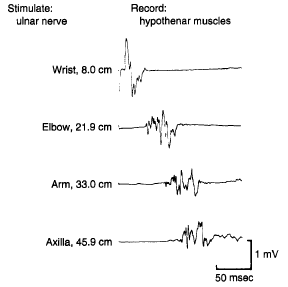 Stimulate:
ulnar nerve
Record:
hypothenar muscles
Wrist, 8.0 cm
Elbow, 21.9 cm
Arm, 33.0 cm
Axilla, 45.9 cm
1 mV
50 msec